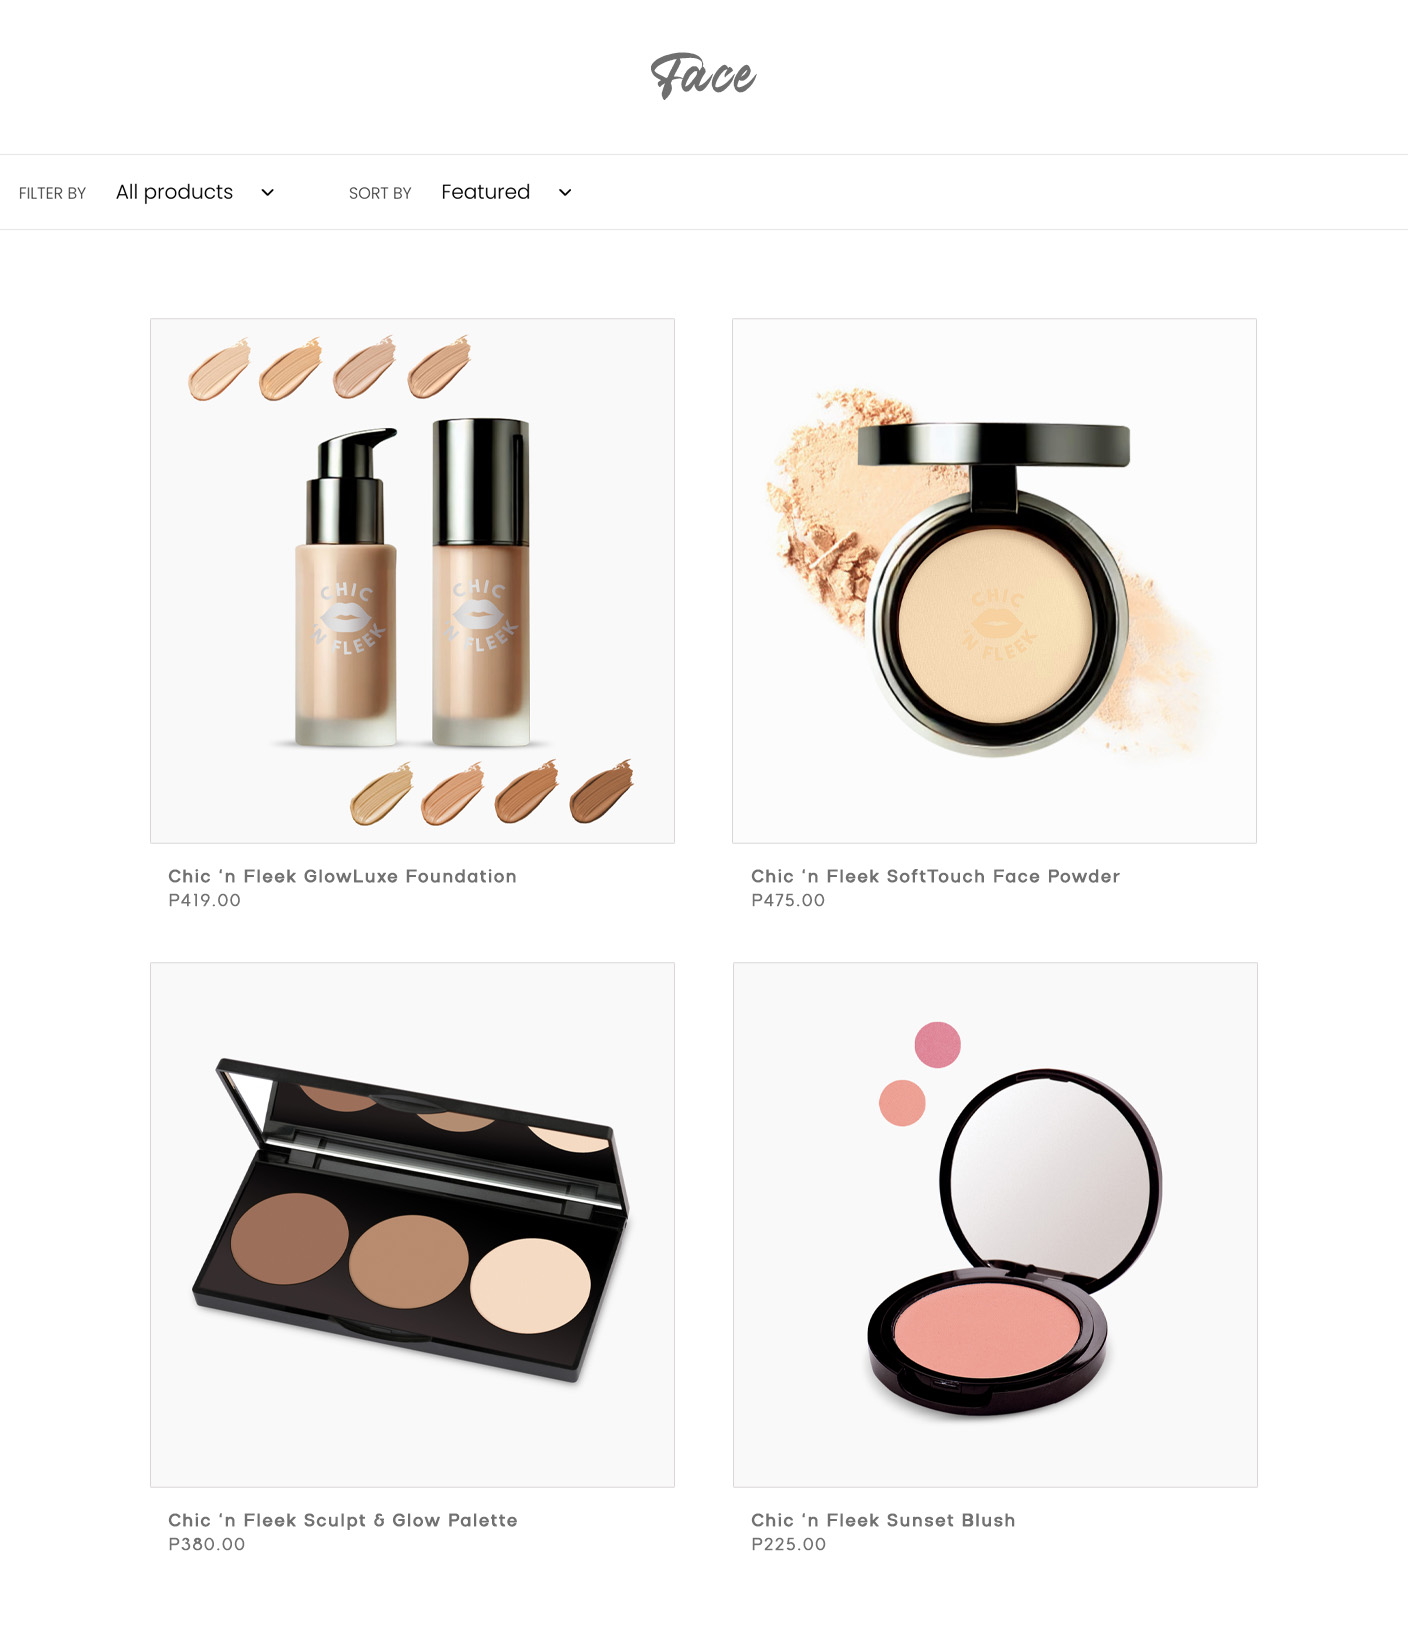 Face
FILTER BY All products SORT BY Featured
CHIC
'N FLEEK
CHIC
'N FLEEK
CHIC
'N FLEEK
Chic ‘n Fleek GlowLuxe Foundation
P419.00
Chic ‘n Fleek SoftTouch Face Powder
P475.00
Chic ‘n Fleek Sculpt & Glow Palette
P380.00
Chic ‘n Fleek Sunset Blush
P225.00